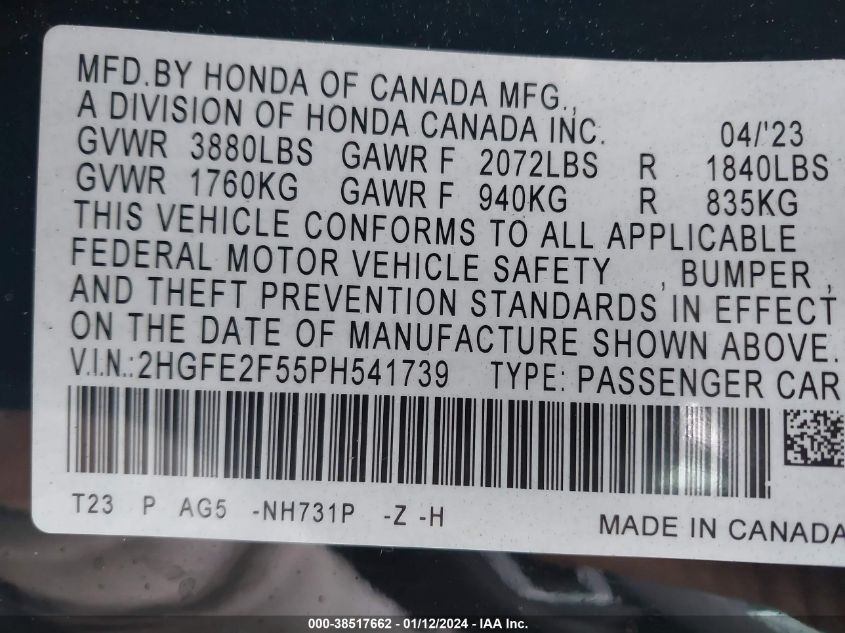 MFD.BY HONDA OF CANADA MFG.,
A DIVISION OF HONDA CANADA INC. 04/'23
GVWR 3880LBS GAWR F 2072LBS R 1840LBS
GVWR 1760KG GAWR F 940KG R 835KG
THIS VEHICLE CONFORMS TO ALL APPLICABLE
FEDERAL MOTOR VEHICLE SAFETY , BUMPER ,
AND THEFT PREVENTION STANDARDS IN EFFECT
ON THE DATE OF MANUFACTURE SHOWN ABOVE.
V.I.N.:2HGFE2F55PH541739 TYPE: PASSENGER CAR
T23 P AG5 -NH731P -Z -H
MADE IN CANADA
000-38517662 - 01/12/2024 - IAA Inc.